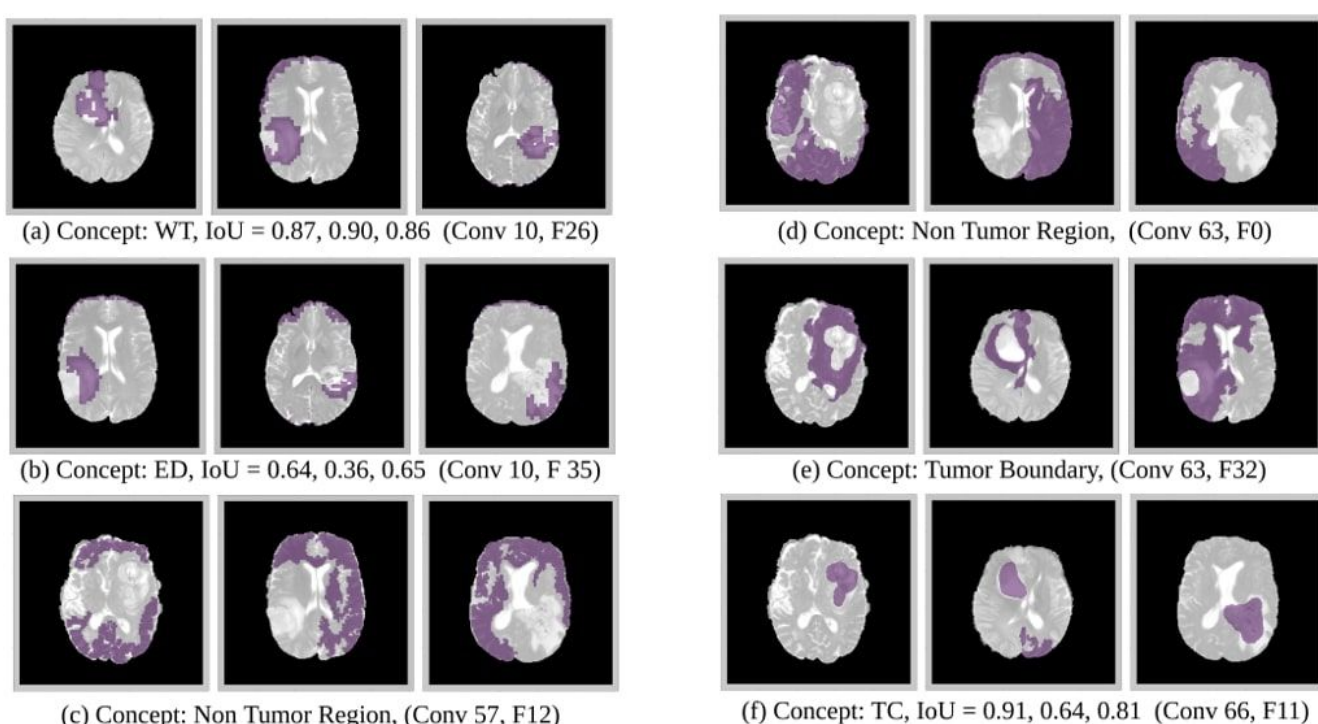 (a) Concept: WT, IoU = 0.87, 0.90, 0.86 (Conv 10, F26)
(b) Concept: ED, IoU = 0.64, 0.36, 0.65 (Conv 10, F 35)
(c) Concept: Non Tumor Region, (Conv 57, F12)
(d) Concept: Non Tumor Region, (Conv 63, F0)
(e) Concept: Tumor Boundary, (Conv 63, F32)
(f) Concept: TC, IoU = 0.91, 0.64, 0.81 (Conv 66, F11)